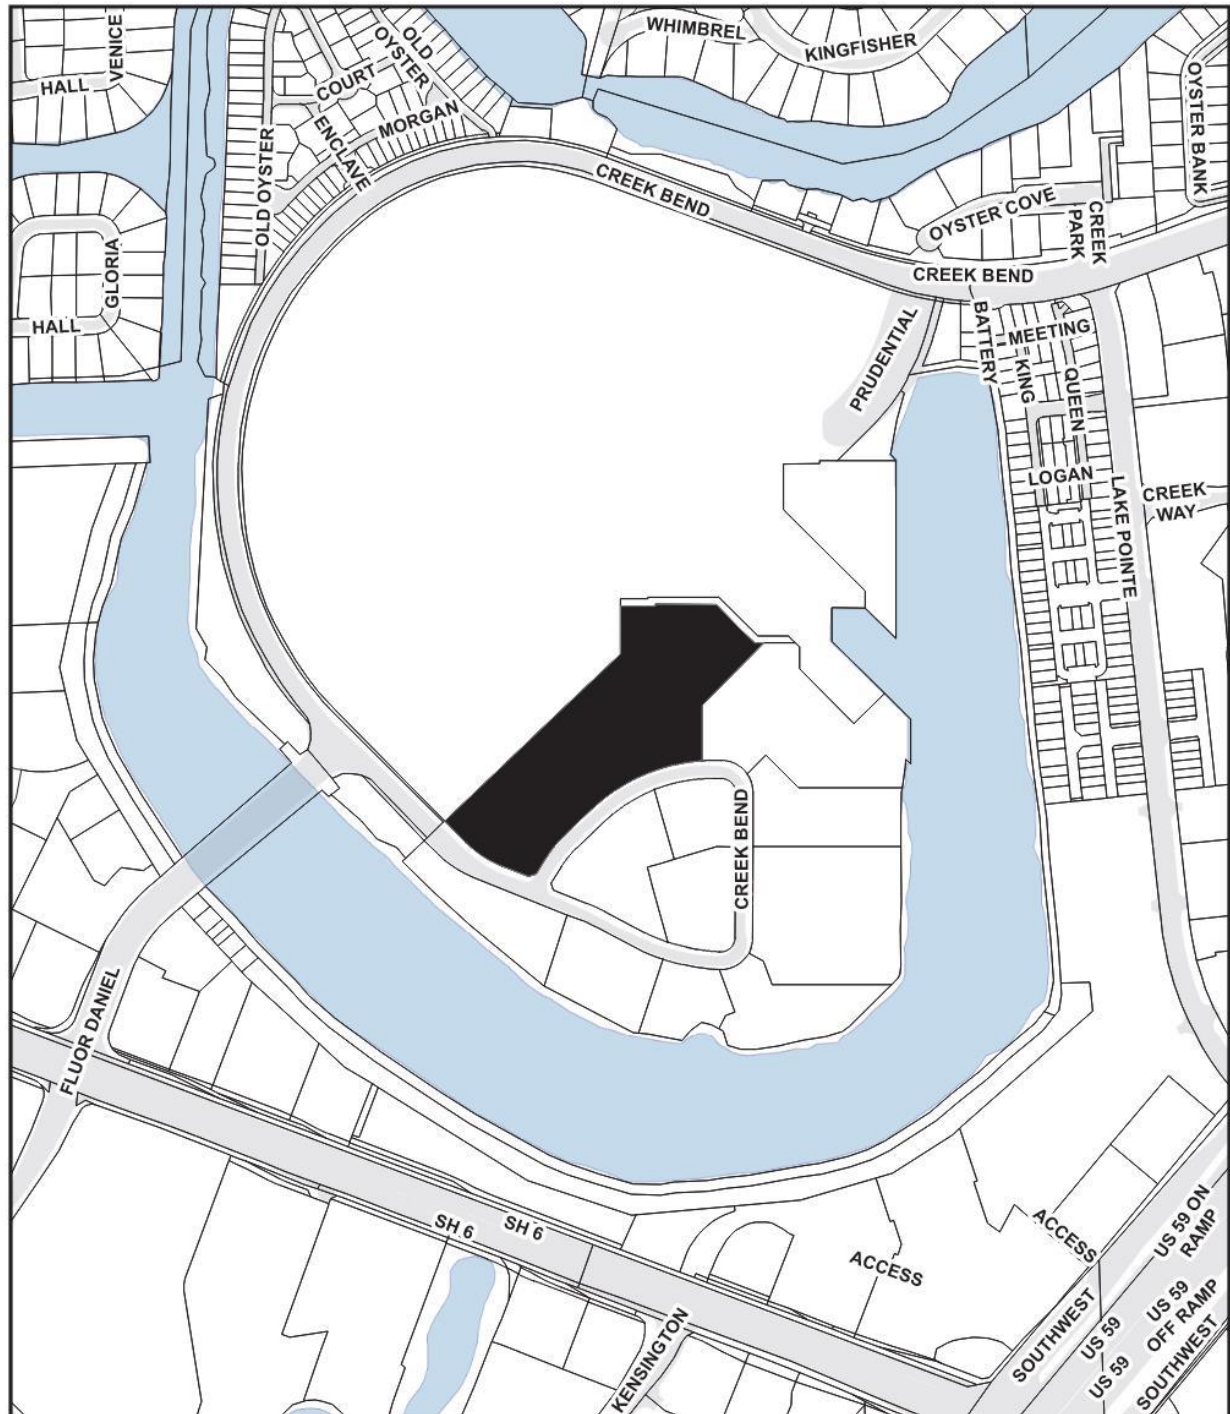 VENICE
HALL
COURT
OLD
OYSTER
MORGAN
ENCLAVE
OLD OYSTER
WHIMBREL
KINGFISHER
OYSTER BANK
CREEK BEND
OYSTER COVE
CREEK
PARK
CREEK BEND
GLORIA
HALL
PRUDENTIAL
BATTERY
MEETING
KING
QUEEN
LOGAN
LAKE POINTE
CREEK
WAY
CREEK BEND
FLUOR DANIEL
SH 6
SH 6
ACCESS
ACCESS
KENSINGTON
SOUTHWEST
US 59 ON
RAMP
US 59
US 59
OFF RAMP
US 59
SOUTHWEST